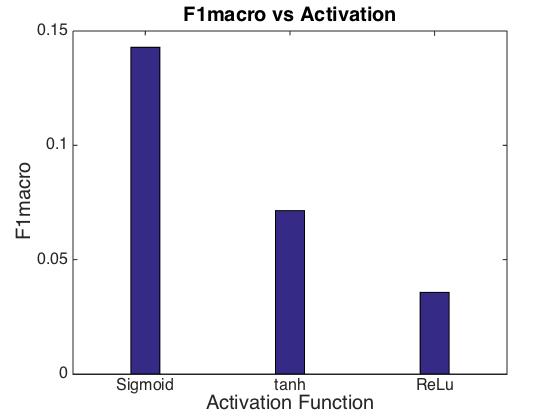 F1macro vs Activation
0.15
0.1
0.05
0
F1macro
Sigmoid tanh ReLu
Activation Function